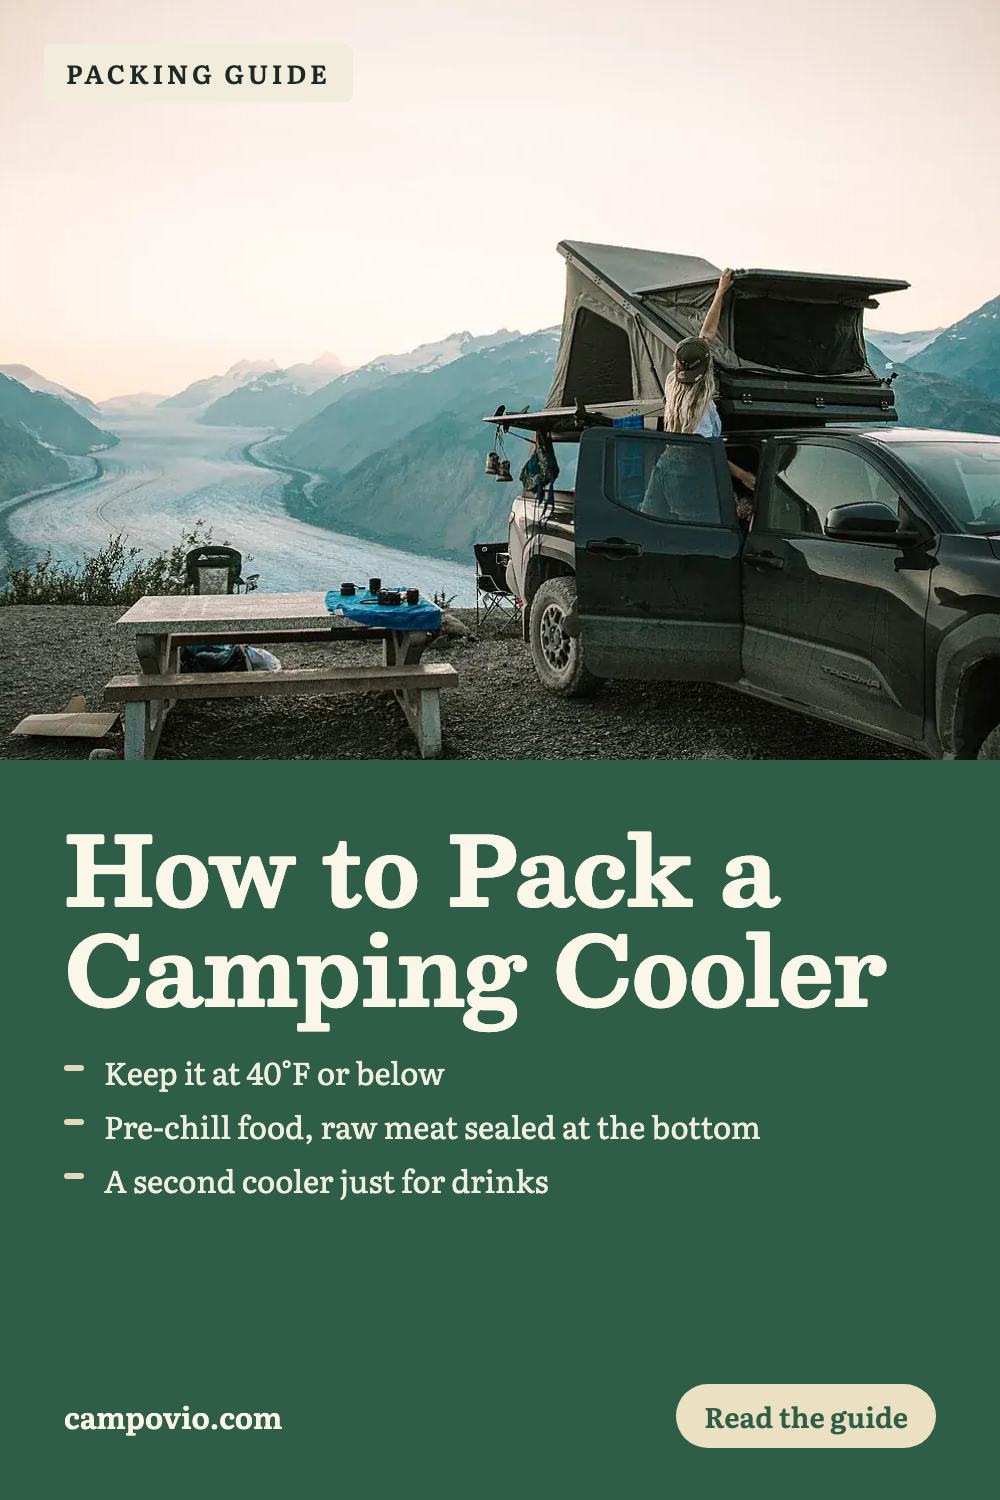 PACKING GUIDE
TACOMA
How to Pack a
Camping Cooler
Keep it at 40°F or below
Pre-chill food, raw meat sealed at the bottom
A second cooler just for drinks
campovio.com
Read the guide